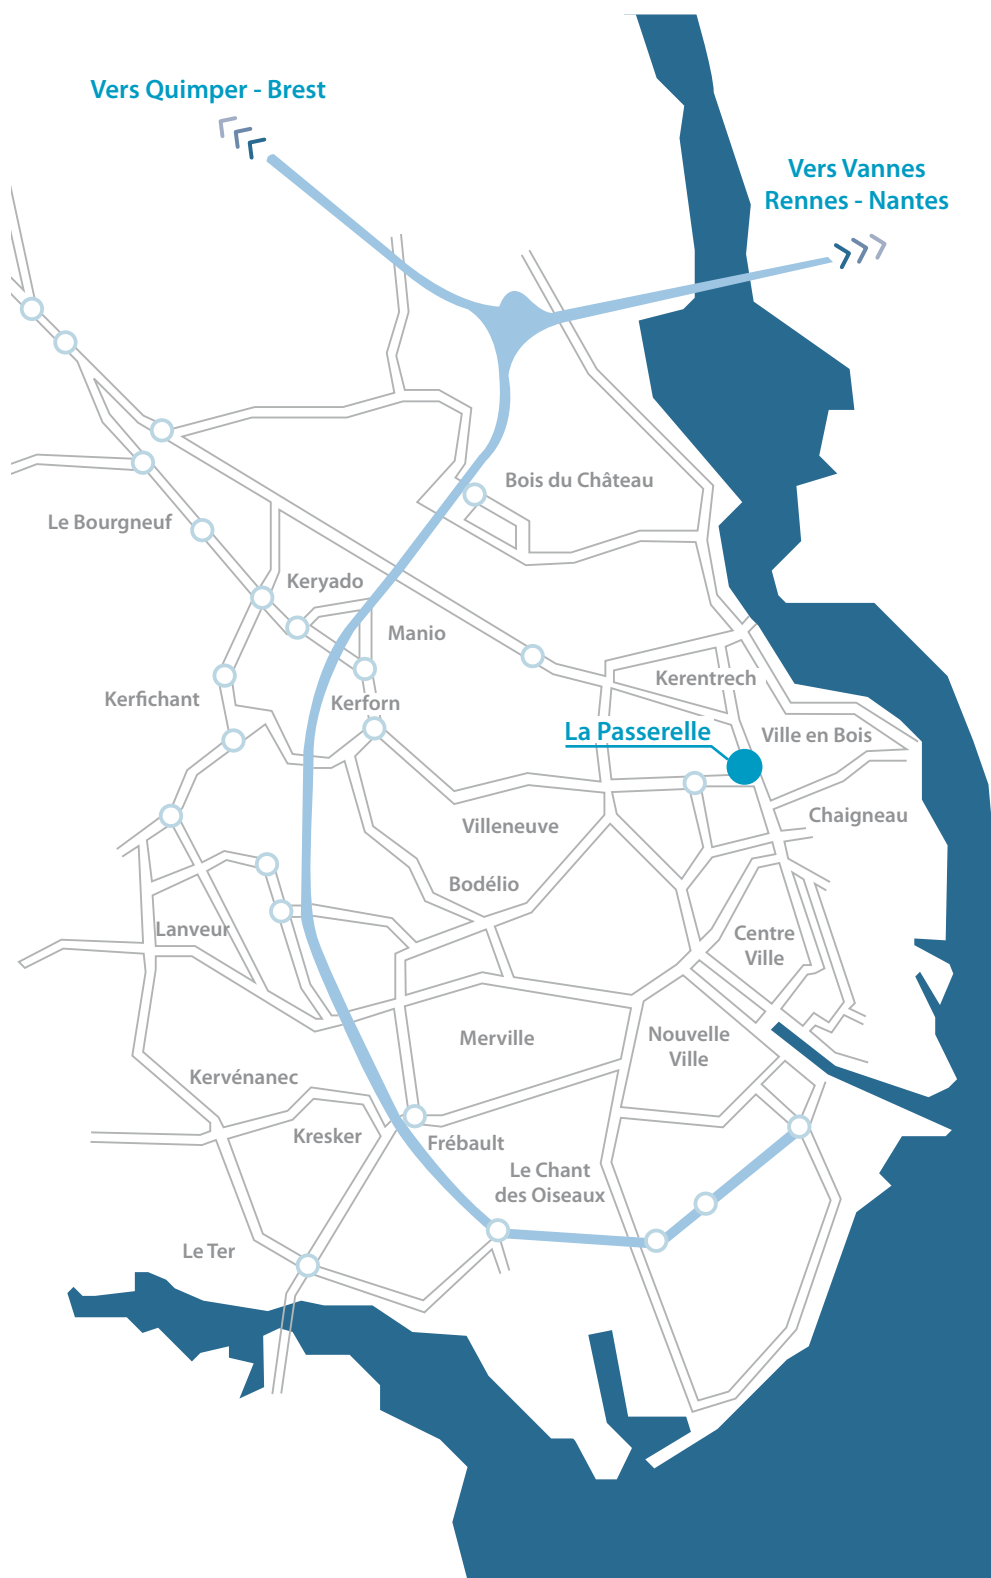 Vers Quimper - Brest
Vers Vannes
Rennes - Nantes
Bois du Château
Le Bourgneuf
Keryado
Manio
Kerentrech
Kerfichant
Kerforn
La Passerelle
Ville en Bois
Chaigneau
Villeneuve
Bodélio
Lanveur
Centre
Ville
Merville
Nouvelle
Ville
Kervénanec
Kresker
Frébault
Le Chant
des Oiseaux
Le Ter